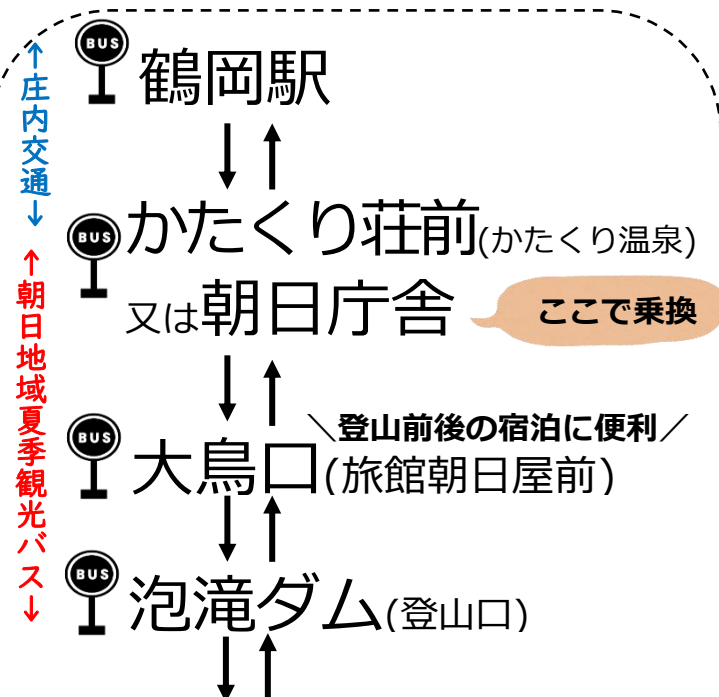 BUS
鶴岡駅
↑庄内交通↓
BUS
かたくり荘前(かたくり温泉)
又は朝日庁舎
ここで乗換
↑朝日地域夏季観光バス↓
＼登山前後の宿泊に便利／
BUS
大鳥口(旅館朝日屋前)
BUS
泡滝ダム(登山口)